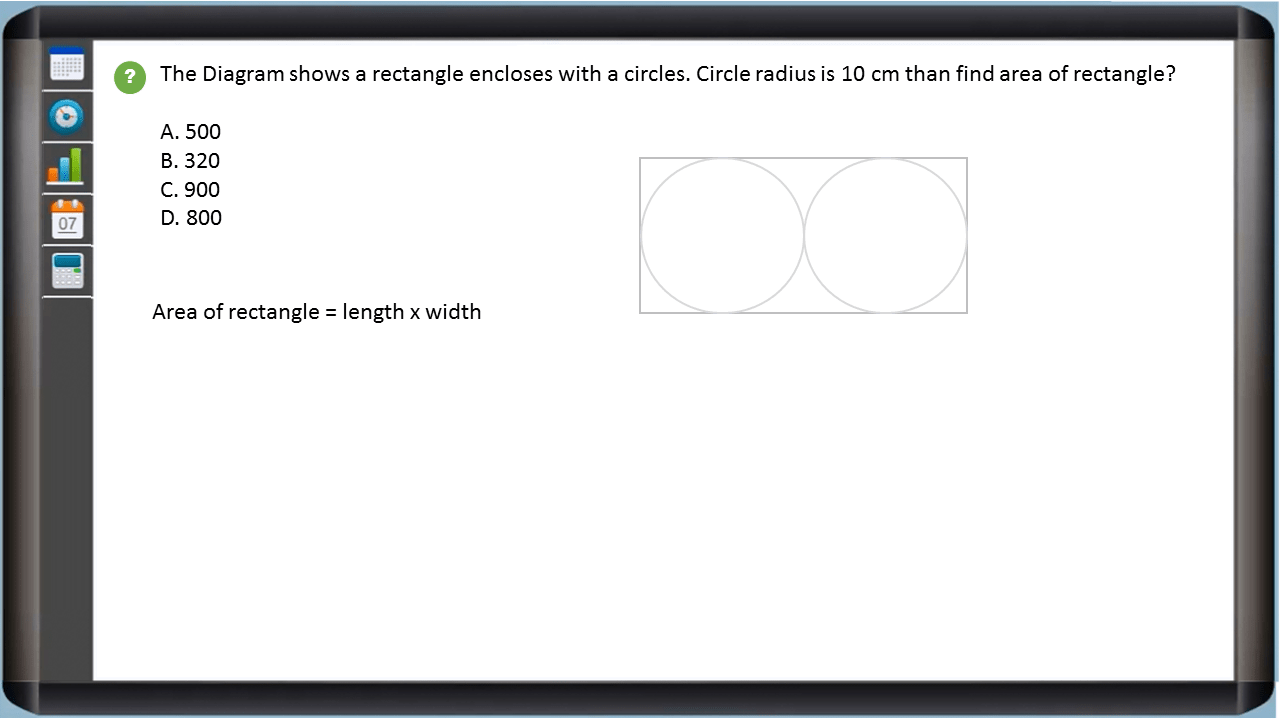 ? The Diagram shows a rectangle encloses with a circles. Circle radius is 10 cm than find area of rectangle?
A. 500
B. 320
C. 900
D. 800
07
Area of rectangle = length x width